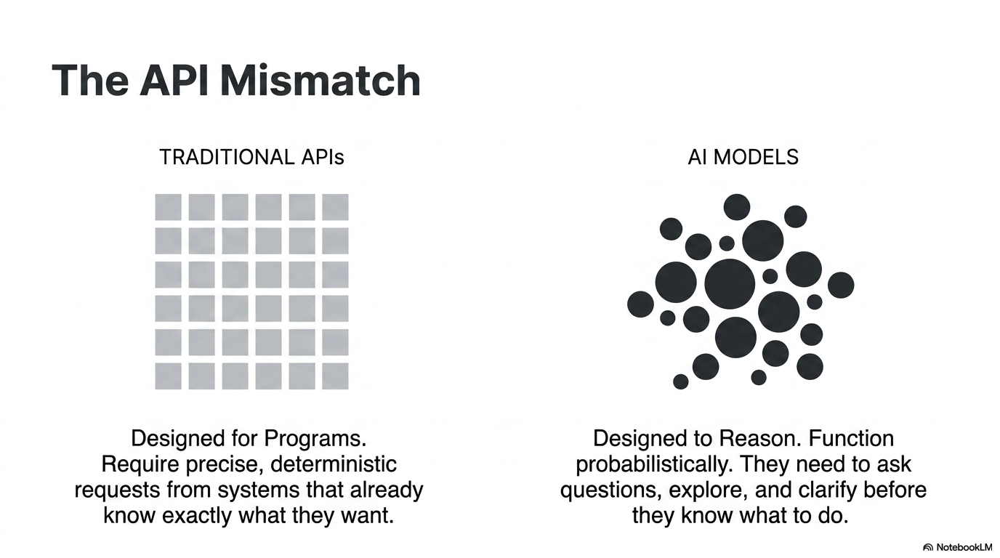 The API Mismatch
TRADITIONAL APIs
Designed for Programs.
Require precise, deterministic
requests from systems that already
know exactly what they want.
AI MODELS
Designed to Reason. Function
probabilistically. They need to ask
questions, explore, and clarify before
they know what to do.
NotebookLM